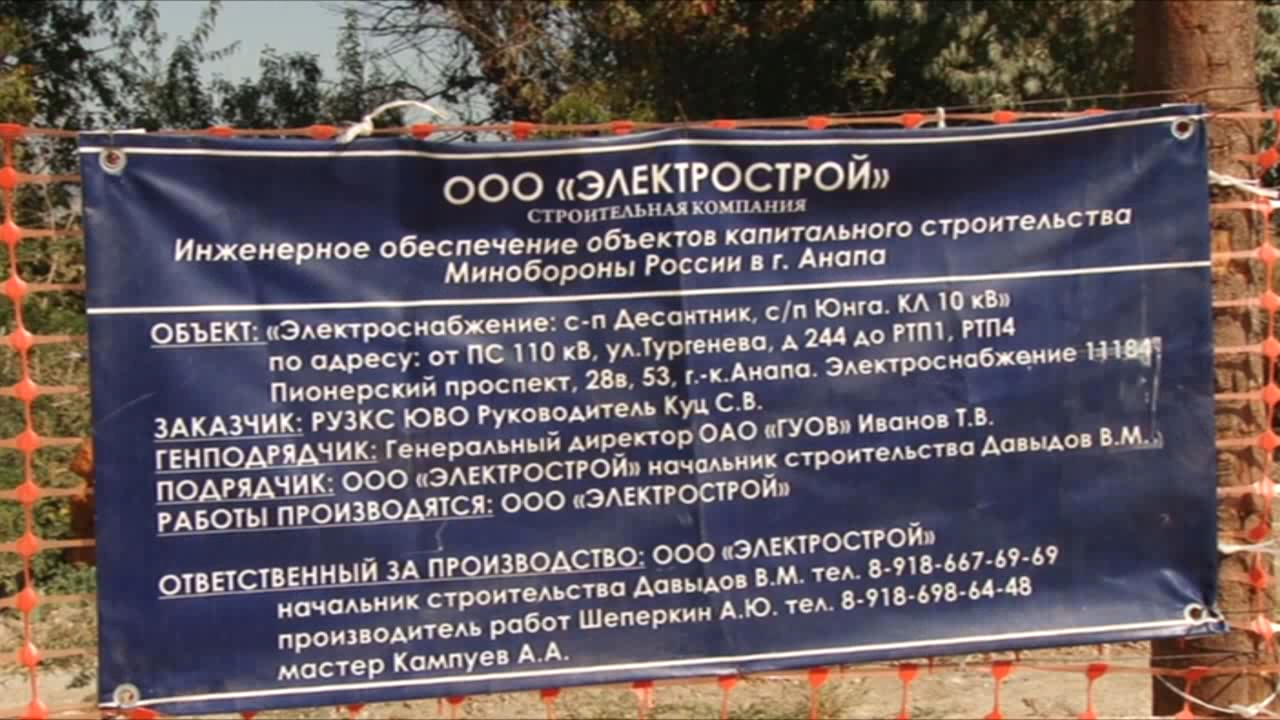 ООО «ЭЛЕКТРОСТРОЙ»
СТРОИТЕЛЬНАЯ КОМПАНИЯ
Инженерное обеспечение объектов капитального строительства
Минобороны России в г. Анапа
ОБЪЕКТ: «Электроснабжение: с-п Десантник, с/п Юнга. КЛ 10 кВ»
по адресу: от ПС 110 кВ, ул.Тургенева, д 244 до РТП1, РТП4
Пионерский проспект, 28в, 53, г.-к.Анапа. Электроснабжение 11184
ЗАКАЗЧИК: РУЗКС ЮВО Руководитель Куц С.В.
ГЕНПОДРЯДЧИК: Генеральный директор ОАО «ГУОВ» Иванов Т.В.
ПОДРЯДЧИК: ООО «ЭЛЕКТРОСТРОЙ» начальник строительства Давыдов В.М..
РАБОТЫ ПРОИЗВОДЯТСЯ: ООО «ЭЛЕКТРОСТРОЙ»
ОТВЕТСТВЕННЫЙ ЗА ПРОИЗВОДСТВО: ООО «ЭЛЕКТРОСТРОЙ»
начальник строительства Давыдов В.М. тел. 8-918-667-69-69
производитель работ Шеперкин А.Ю. тел. 8-918-698-64-48
мастер Кампуев А.А.